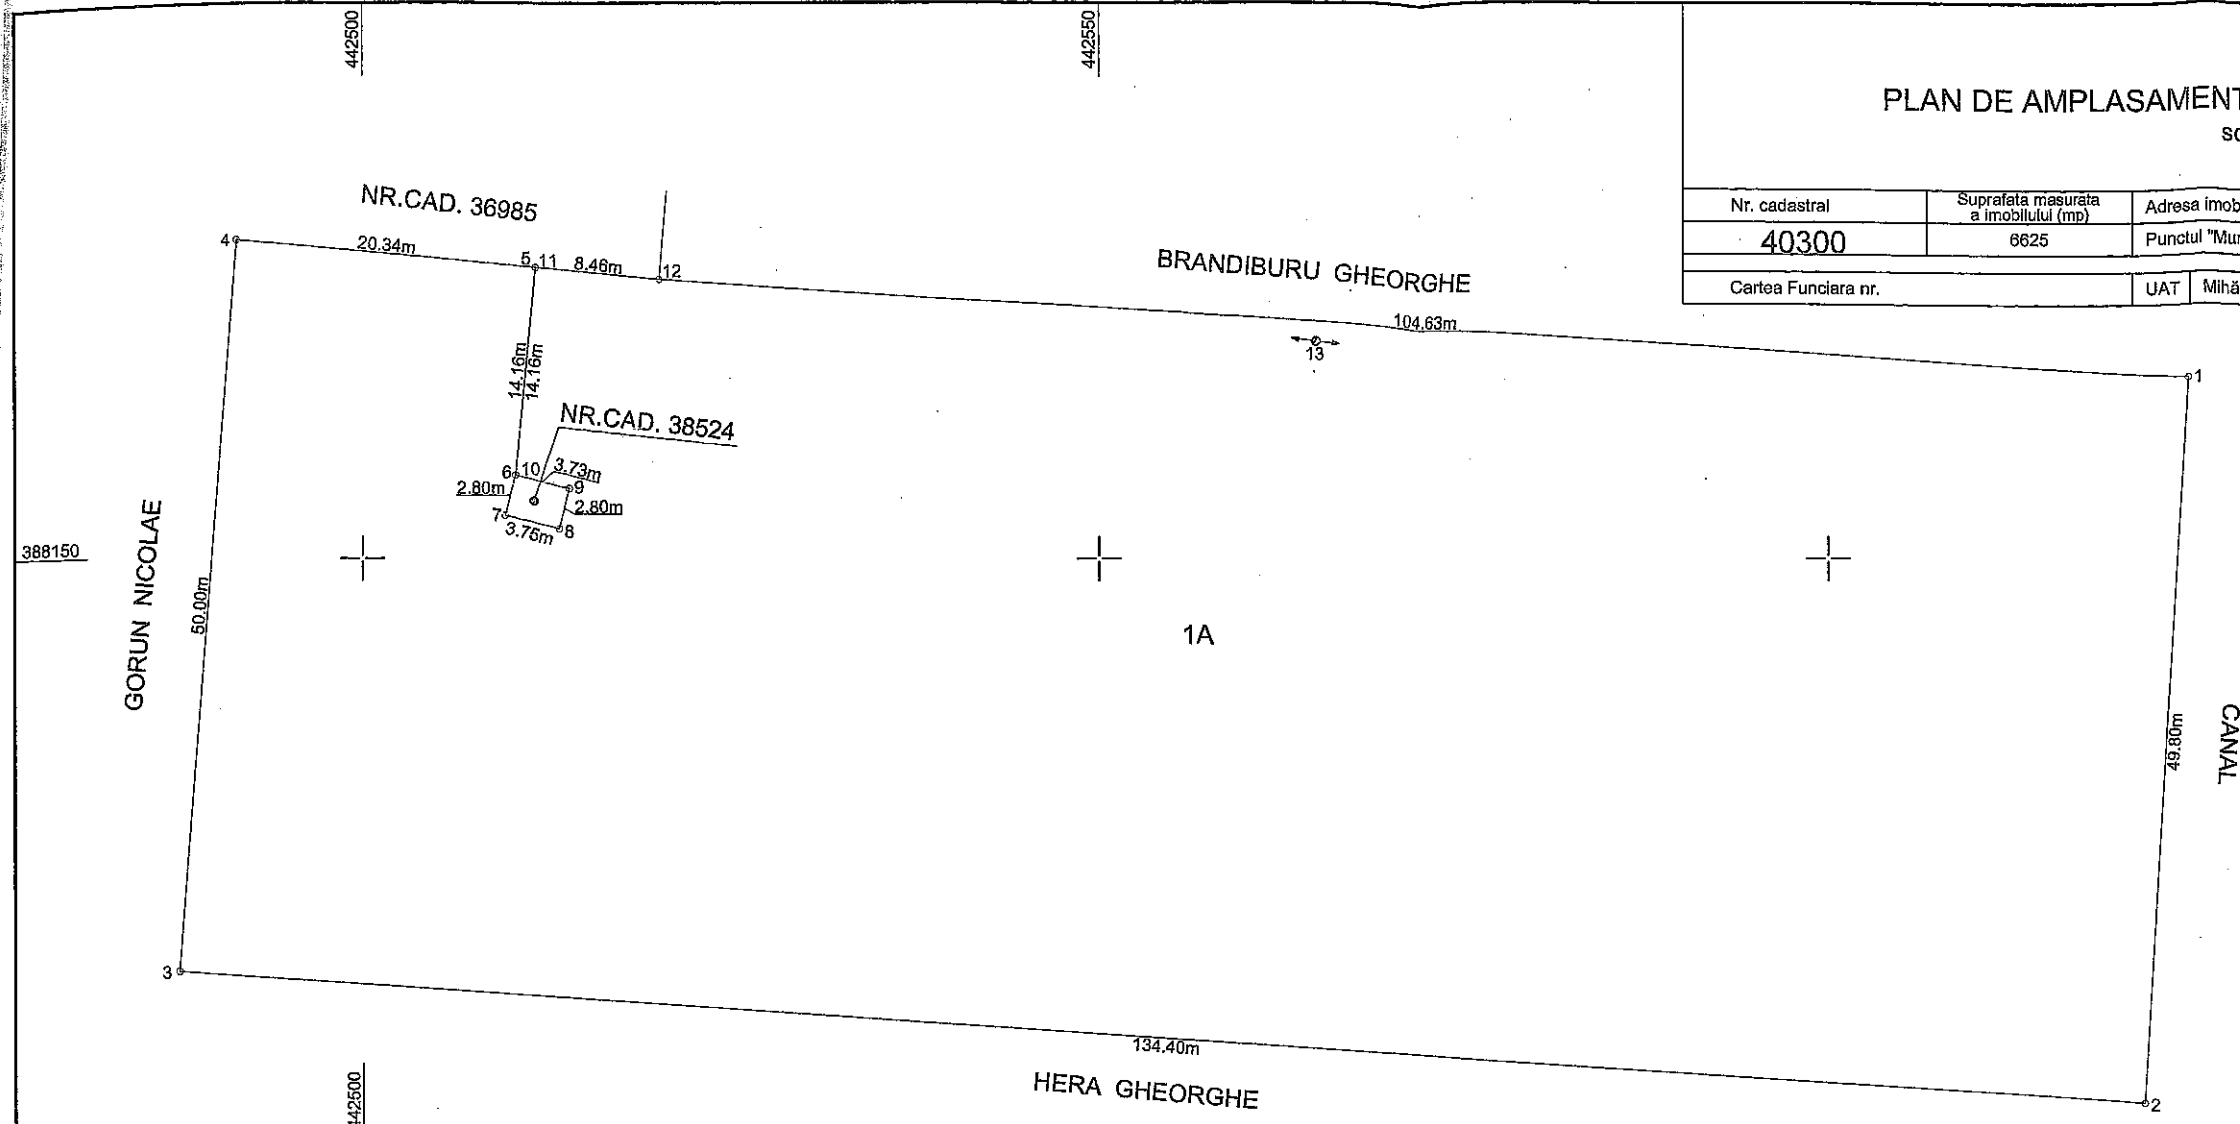 442500
442550
PLAN DE AMPLASAMENT
sc
Nr. cadastral
Suprafata masurata
a imobilului (mp)
Adresa imob
40300
6625
Punctul "Mur
Cartea Funciara nr.
UAT
Mihă
NR.CAD. 36985
4
20.34m
5
11
8.46m
12
BRANDIBURU GHEORGHE
104.63m
13
1
14.16m
14.16m
NR.CAD. 38524
6
10
3.73m
9
2.80m
2.80m
7
3.75m
8
388150
GORUN NICOLAE
50.00m
1A
49.80m
CANAL
3
134.40m
HERA GHEORGHE
2
442500